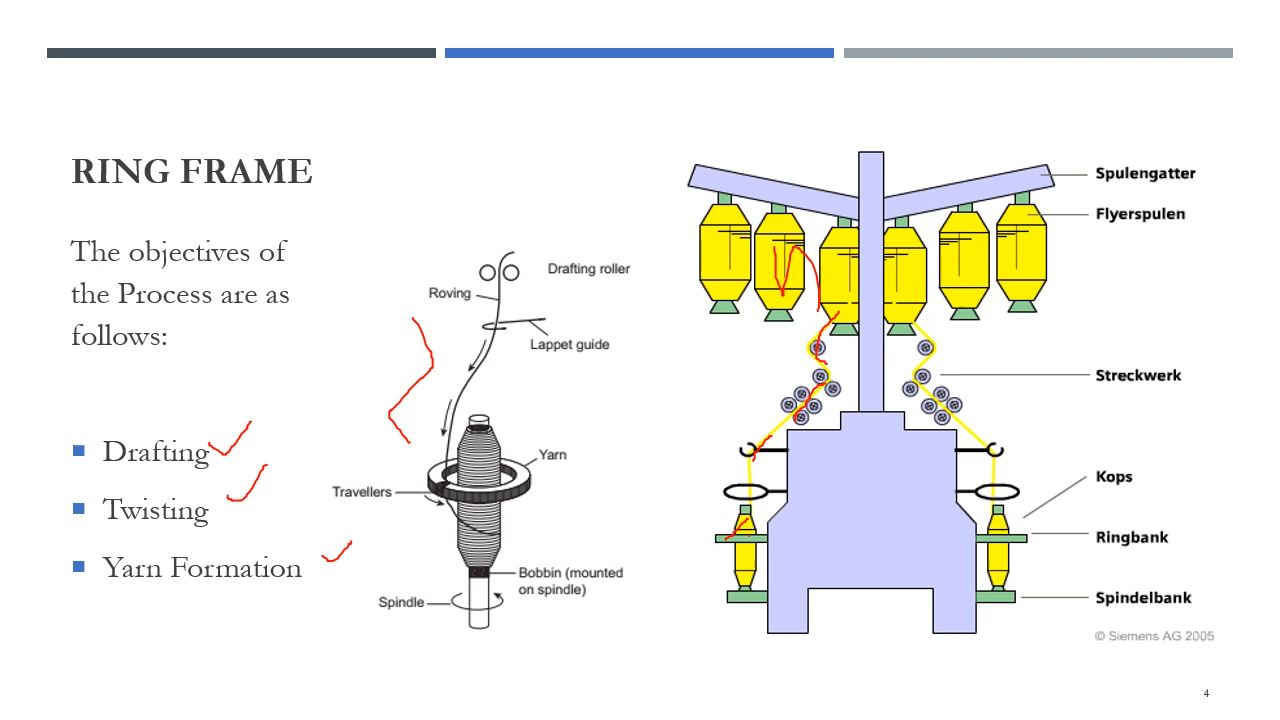 RING FRAME
The objectives of
the Process are as
follows:
Drafting
Twisting
Yarn Formation
Drafting roller
Roving
Lappet guide
Yarn
Travellers
Bobbin (mounted
on spindle)
Spindle
Spulengatter
Flyerspulen
Streckwerk
Kops
Ringbank
Spindelbank
© Siemens AG 2005
4